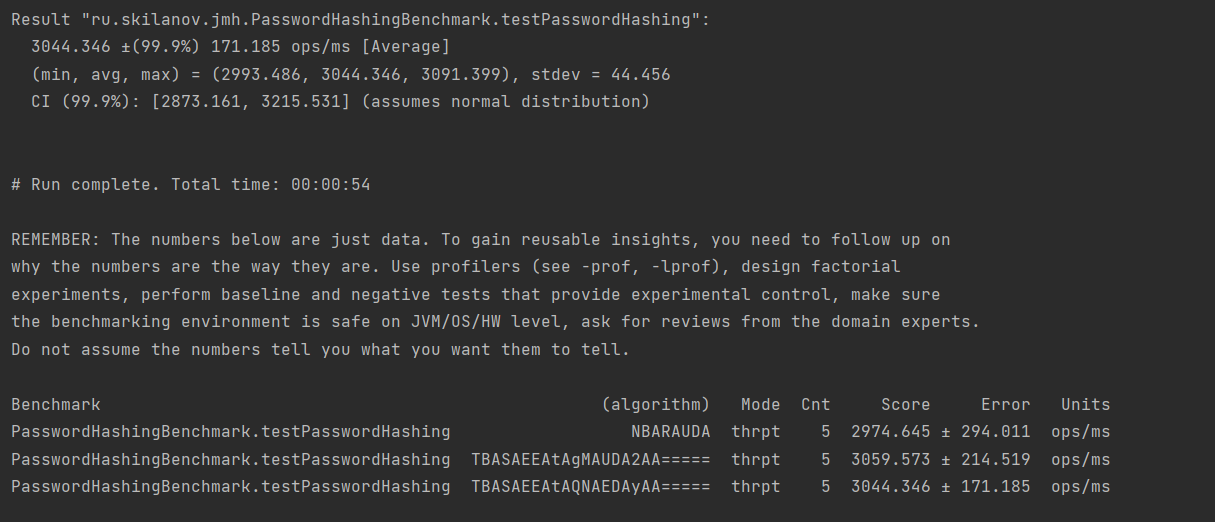 Result "ru.skilanov.jmh.PasswordHashingBenchmark.testPasswordHashing":
3044.346 ±(99.9%) 171.185 ops/ms [Average]
(min, avg, max) = (2993.486, 3044.346, 3091.399), stdev = 44.456
CI (99.9%): [2873.161, 3215.531] (assumes normal distribution)
# Run complete. Total time: 00:00:54
REMEMBER: The numbers below are just data. To gain reusable insights, you need to follow up on
why the numbers are the way they are. Use profilers (see -prof, -lprof), design factorial
experiments, perform baseline and negative tests that provide experimental control, make sure
the benchmarking environment is safe on JVM/OS/HW level, ask for reviews from the domain experts.
Do not assume the numbers tell you what you want them to tell.
Benchmark (algorithm) Mode Cnt Score Error Units
PasswordHashingBenchmark.testPasswordHashing NBARAUDA thrpt 5 2974.645 ± 294.011 ops/ms
PasswordHashingBenchmark.testPasswordHashing TBASAEEAtAgMAUDA2AA===== thrpt 5 3059.573 ± 214.519 ops/ms
PasswordHashingBenchmark.testPasswordHashing TBASAEEAtAQNAEDAyAA===== thrpt 5 3044.346 ± 171.185 ops/ms